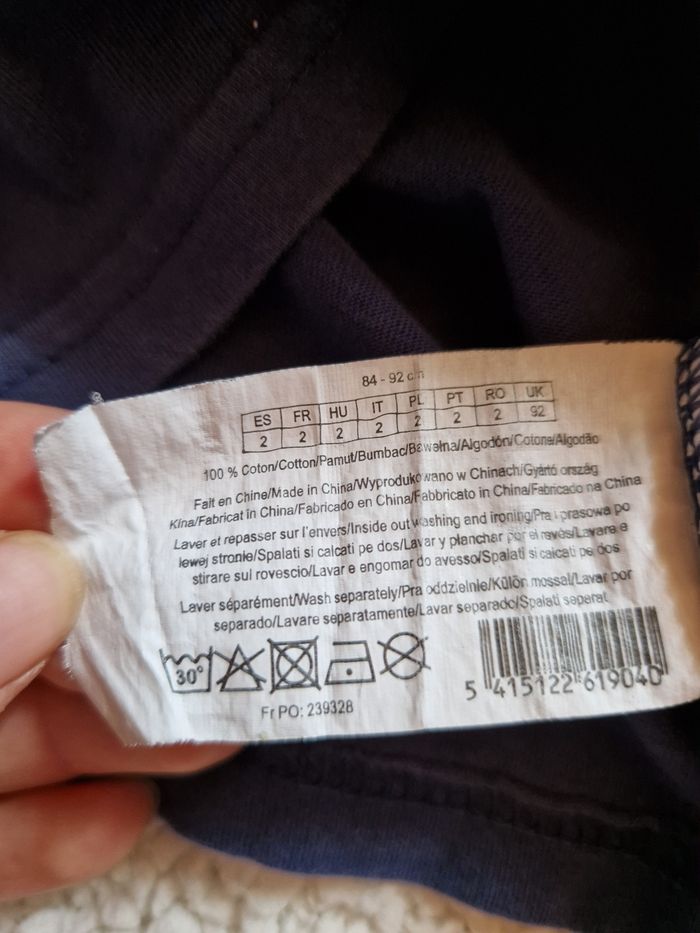 84 - 92 cm
ES FR HU IT PL PT RO UK
2 2 2 2 2 2 2 92
100 % Coton/Cotton/Pamut/Bumbac/Bawełna/Algodón/Cotone/Algodão
Fait en Chine/Made in China/Wyprodukowano w Chinach/Gyártó ország
Kina/Fabricat in China/Fabricado en China/Fabbricato in China/Fabricado na China
Laver et repasser sur l'envers/Inside out washing and ironing/Pra i prasowa po
lewej stronie/Spalati si calcati pe dos/Lavar y planchar por el revés/Lavare e
stirare sul rovescio/Lavar e engomar do avesso/Spalati si calcati pe dos
Laver séparément/Wash separately/Pra oddzielnie/Külön mossal/Lavar por
separado/Lavare separatamente/Lavar separado/Spalati separat
30°
5 415122 619040
Fr PO: 239328